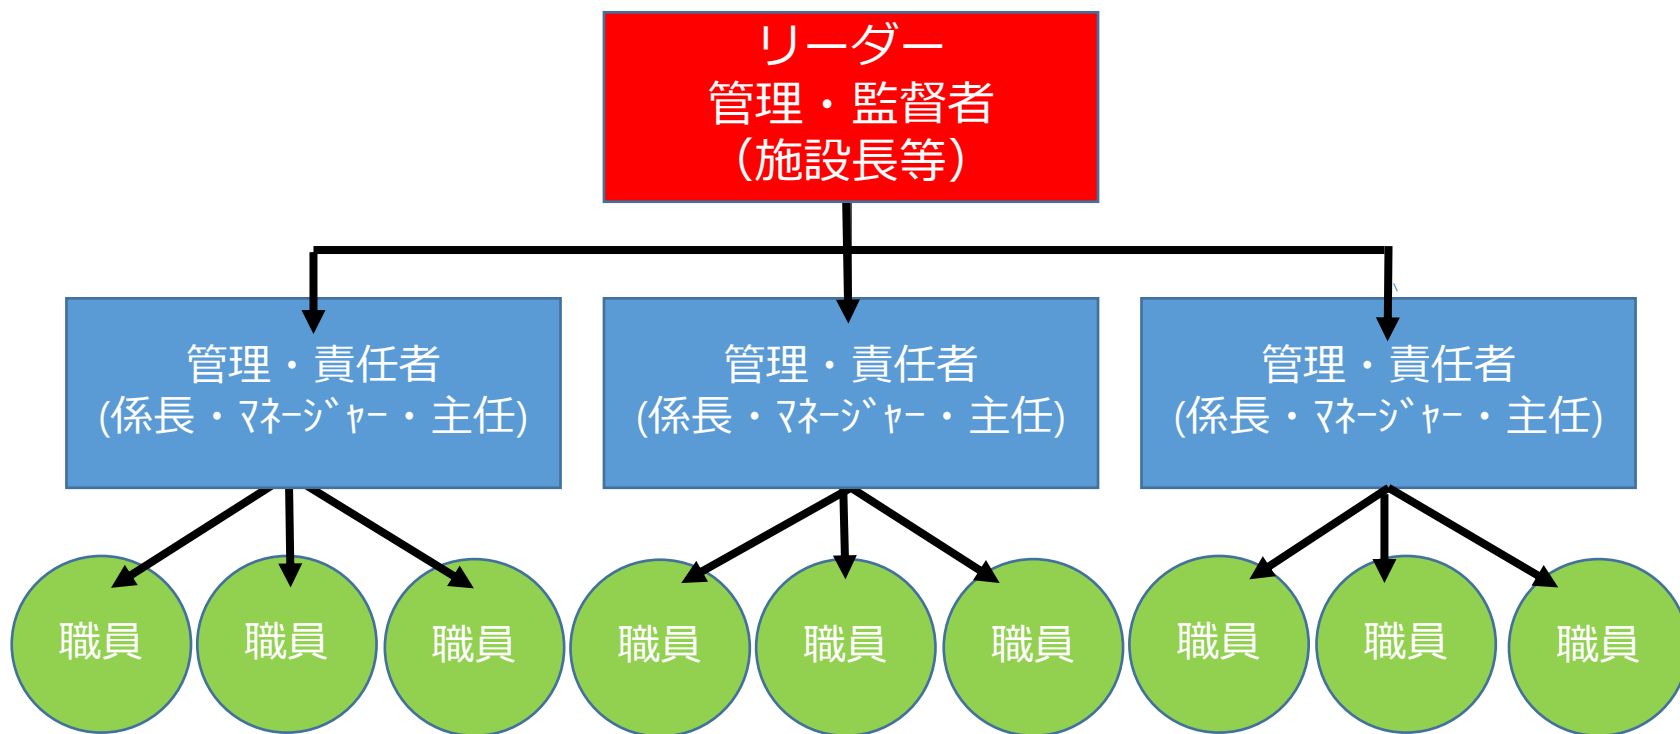 リーダー
管理・監督者
（施設長等）
管理・責任者
(係長・ﾏﾈｰｼﾞｬｰ・主任)
管理・責任者
(係長・ﾏﾈｰｼﾞｬｰ・主任)
管理・責任者
(係長・ﾏﾈｰｼﾞｬｰ・主任)
職員
職員
職員
職員
職員
職員
職員
職員
職員